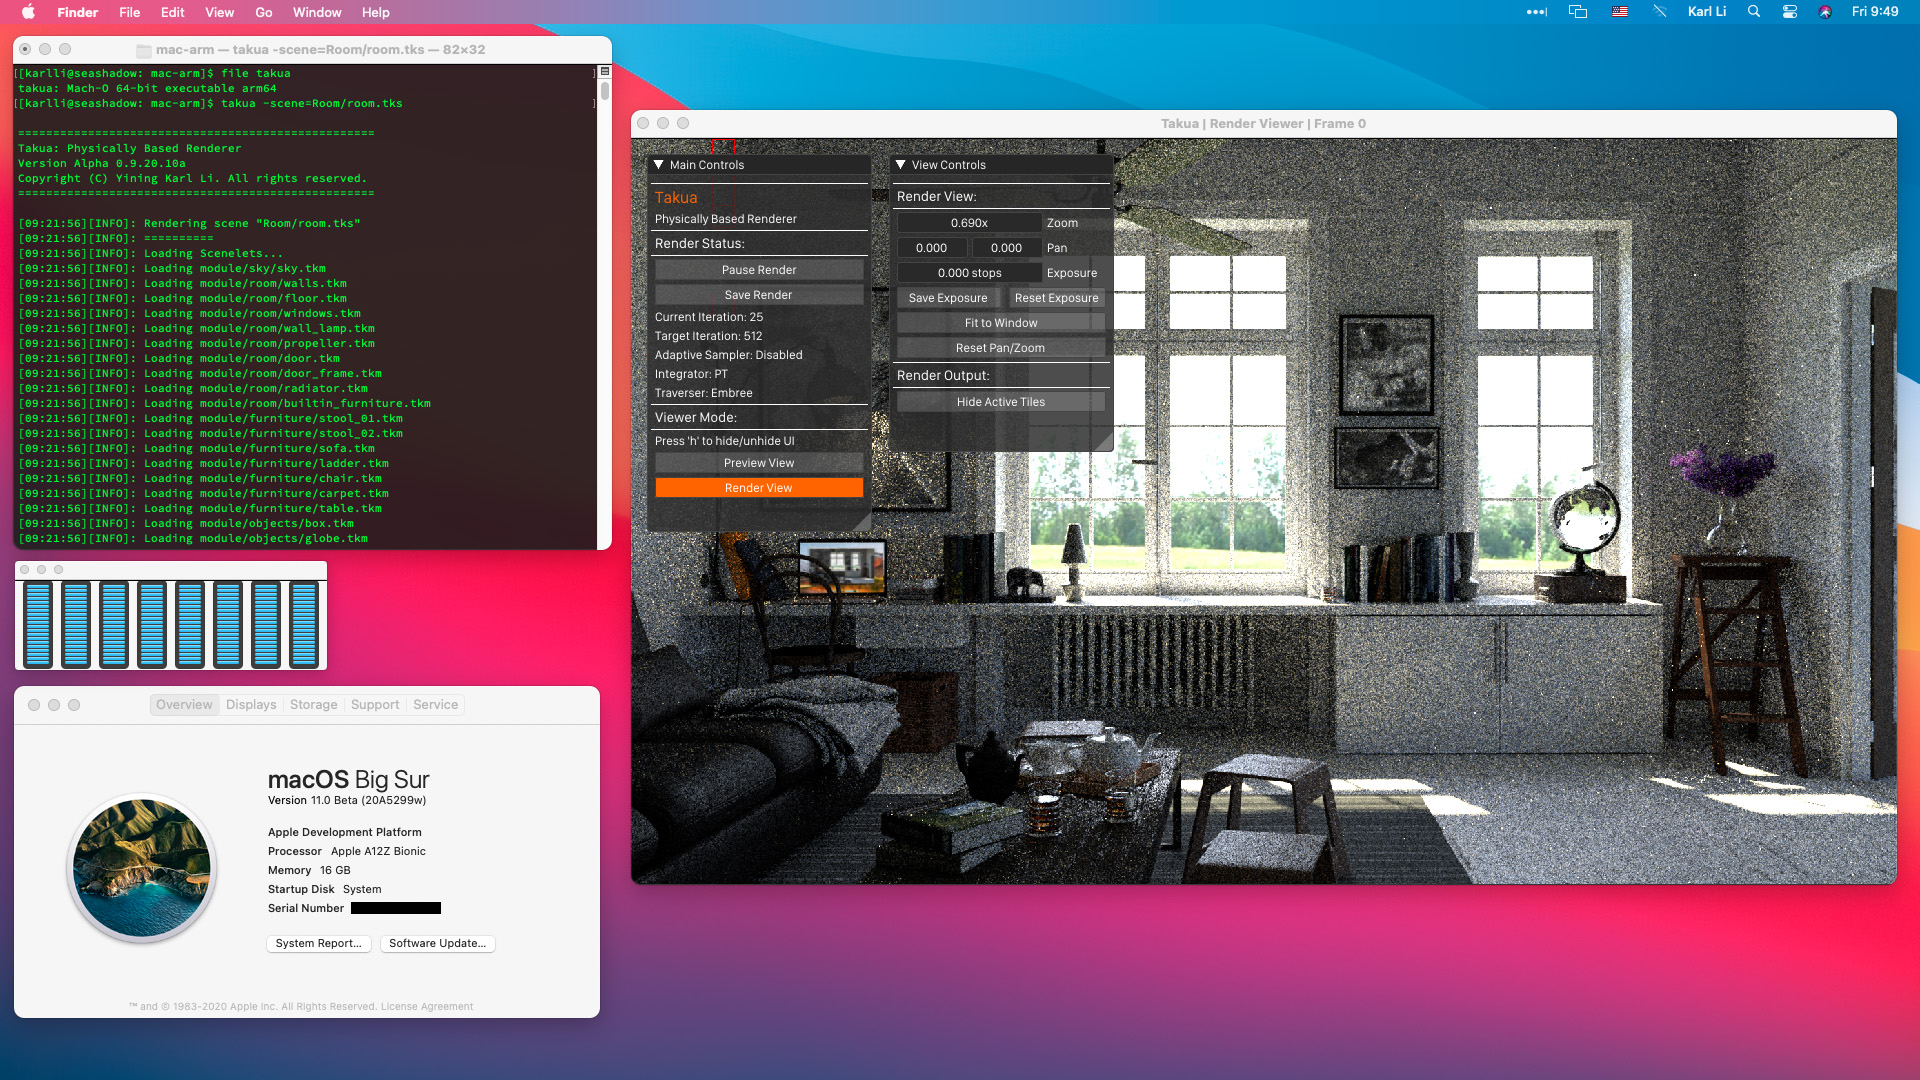 Finder File Edit View Go Window Help
Karl Li
Fri 9:49
mac-arm — takua -scene=Room/room.tks — 82×32
[[karlli@seashadow: mac-arm]$ file takua ]
takua: Mach-O 64-bit executable arm64
[[karlli@seashadow: mac-arm]$ takua -scene=Room/room.tks ]
===================================================
Takua: Physically Based Renderer
Version Alpha 0.9.20.10a
Copyright (C) Yining Karl Li. All rights reserved.
===================================================
[09:21:56][INFO]: Rendering scene "Room/room.tks"
[09:21:56][INFO]: ==========
[09:21:56][INFO]: Loading Scenelets...
[09:21:56][INFO]: Loading module/sky/sky.tkm
[09:21:56][INFO]: Loading module/room/walls.tkm
[09:21:56][INFO]: Loading module/room/floor.tkm
[09:21:56][INFO]: Loading module/room/windows.tkm
[09:21:56][INFO]: Loading module/room/wall_lamp.tkm
[09:21:56][INFO]: Loading module/room/propeller.tkm
[09:21:56][INFO]: Loading module/room/door.tkm
[09:21:56][INFO]: Loading module/room/door_frame.tkm
[09:21:56][INFO]: Loading module/room/radiator.tkm
[09:21:56][INFO]: Loading module/room/builtin_furniture.tkm
[09:21:56][INFO]: Loading module/furniture/stool_01.tkm
[09:21:56][INFO]: Loading module/furniture/stool_02.tkm
[09:21:56][INFO]: Loading module/furniture/sofa.tkm
[09:21:56][INFO]: Loading module/furniture/ladder.tkm
[09:21:56][INFO]: Loading module/furniture/chair.tkm
[09:21:56][INFO]: Loading module/furniture/carpet.tkm
[09:21:56][INFO]: Loading module/furniture/table.tkm
[09:21:56][INFO]: Loading module/objects/box.tkm
[09:21:56][INFO]: Loading module/objects/globe.tkm
Overview Displays Storage Support Service
macOS Big Sur
Version 11.0 Beta (20A5299w)
Apple Development Platform
Processor Apple A12Z Bionic
Memory 16 GB
Startup Disk System
Serial Number
System Report... Software Update...
™ and © 1983-2020 Apple Inc. All Rights Reserved. License Agreement
Takua | Render Viewer | Frame 0
Main Controls
Takua
Physically Based Renderer
Render Status:
Pause Render
Save Render
Current Iteration: 25
Target Iteration: 512
Adaptive Sampler: Disabled
Integrator: PT
Traverser: Embree
Viewer Mode:
Press 'h' to hide/unhide UI
Preview View
Render View
View Controls
Render View:
0.690x Zoom
0.000 0.000 Pan
0.000 stops Exposure
Save Exposure Reset Exposure
Fit to Window
Reset Pan/Zoom
Render Output:
Hide Active Tiles